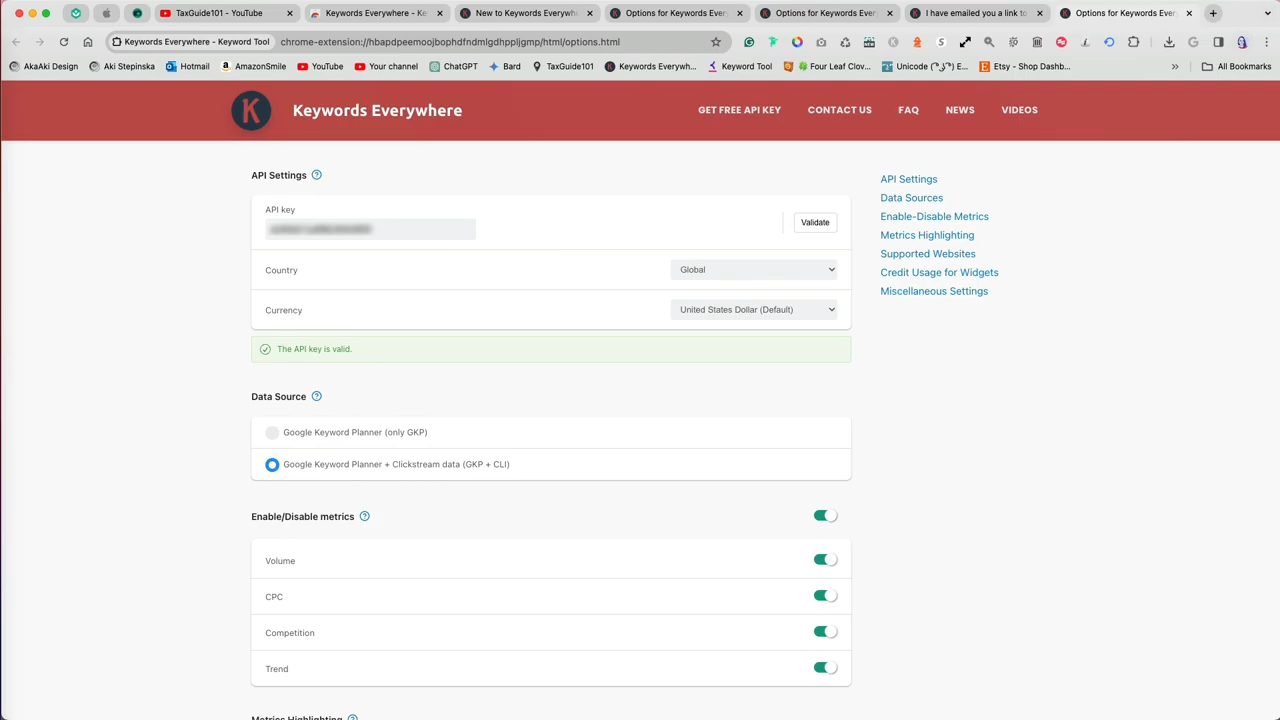 TaxGuide101 - YouTube
Keywords Everywhere - Ke
New to Keywords Everywh
Options for Keywords Eve
Options for Keywords Ever
I have emailed you a link to
Options for Keywords Ever
Keywords Everywhere - Keyword Tool
chrome-extension://hbapdpeemoojbophdfndmlgdhppljgmp/html/options.html
AkaAki Design
Aki Stepinska
Hotmail
AmazonSmile
YouTube
Your channel
ChatGPT
Bard
TaxGuide101
Keywords Everywh...
Keyword Tool
Four Leaf Clov...
Unicode ( ͡° ͜ʖ ͡°) E...
Etsy - Shop Dashb...
All Bookmarks
Keywords Everywhere
GET FREE API KEY
CONTACT US
FAQ
NEWS
VIDEOS
API Settings
API key
Validate
Country
Global
Currency
United States Dollar (Default)
The API key is valid.
Data Source
Google Keyword Planner (only GKP)
Google Keyword Planner + Clickstream data (GKP + CLI)
Enable/Disable metrics
Volume
CPC
Competition
Trend
Metrics Highlighting
API Settings
Data Sources
Enable-Disable Metrics
Metrics Highlighting
Supported Websites
Credit Usage for Widgets
Miscellaneous Settings